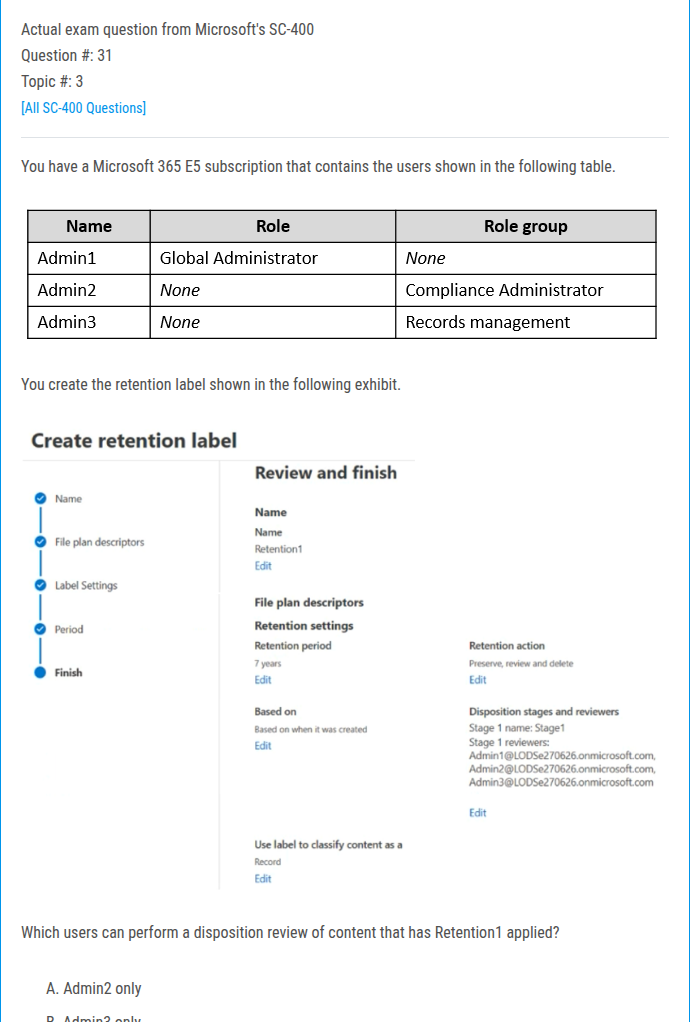 Actual exam question from Microsoft's SC-400
Question #: 31
Topic #: 3
[All SC-400 Questions]
You have a Microsoft 365 E5 subscription that contains the users shown in the following table.
Name Role Role group
Admin1 Global Administrator None
Admin2 None Compliance Administrator
Admin3 None Records management
You create the retention label shown in the following exhibit.
Create retention label
Name
File plan descriptors
Label Settings
Period
Finish
Review and finish
Name
Name
Retention1
Edit
File plan descriptors
Retention settings
Retention period
7 years
Edit
Retention action
Preserve, review and delete
Edit
Based on
Based on when it was created
Edit
Disposition stages and reviewers
Stage 1 name: Stage1
Stage 1 reviewers:
Admin1@LODSe270626.onmicrosoft.com,
Admin2@LODSe270626.onmicrosoft.com,
Admin3@LODSe270626.onmicrosoft.com
Edit
Use label to classify content as a
Record
Edit
Which users can perform a disposition review of content that has Retention1 applied?
A. Admin2 only
B. Admin3 only